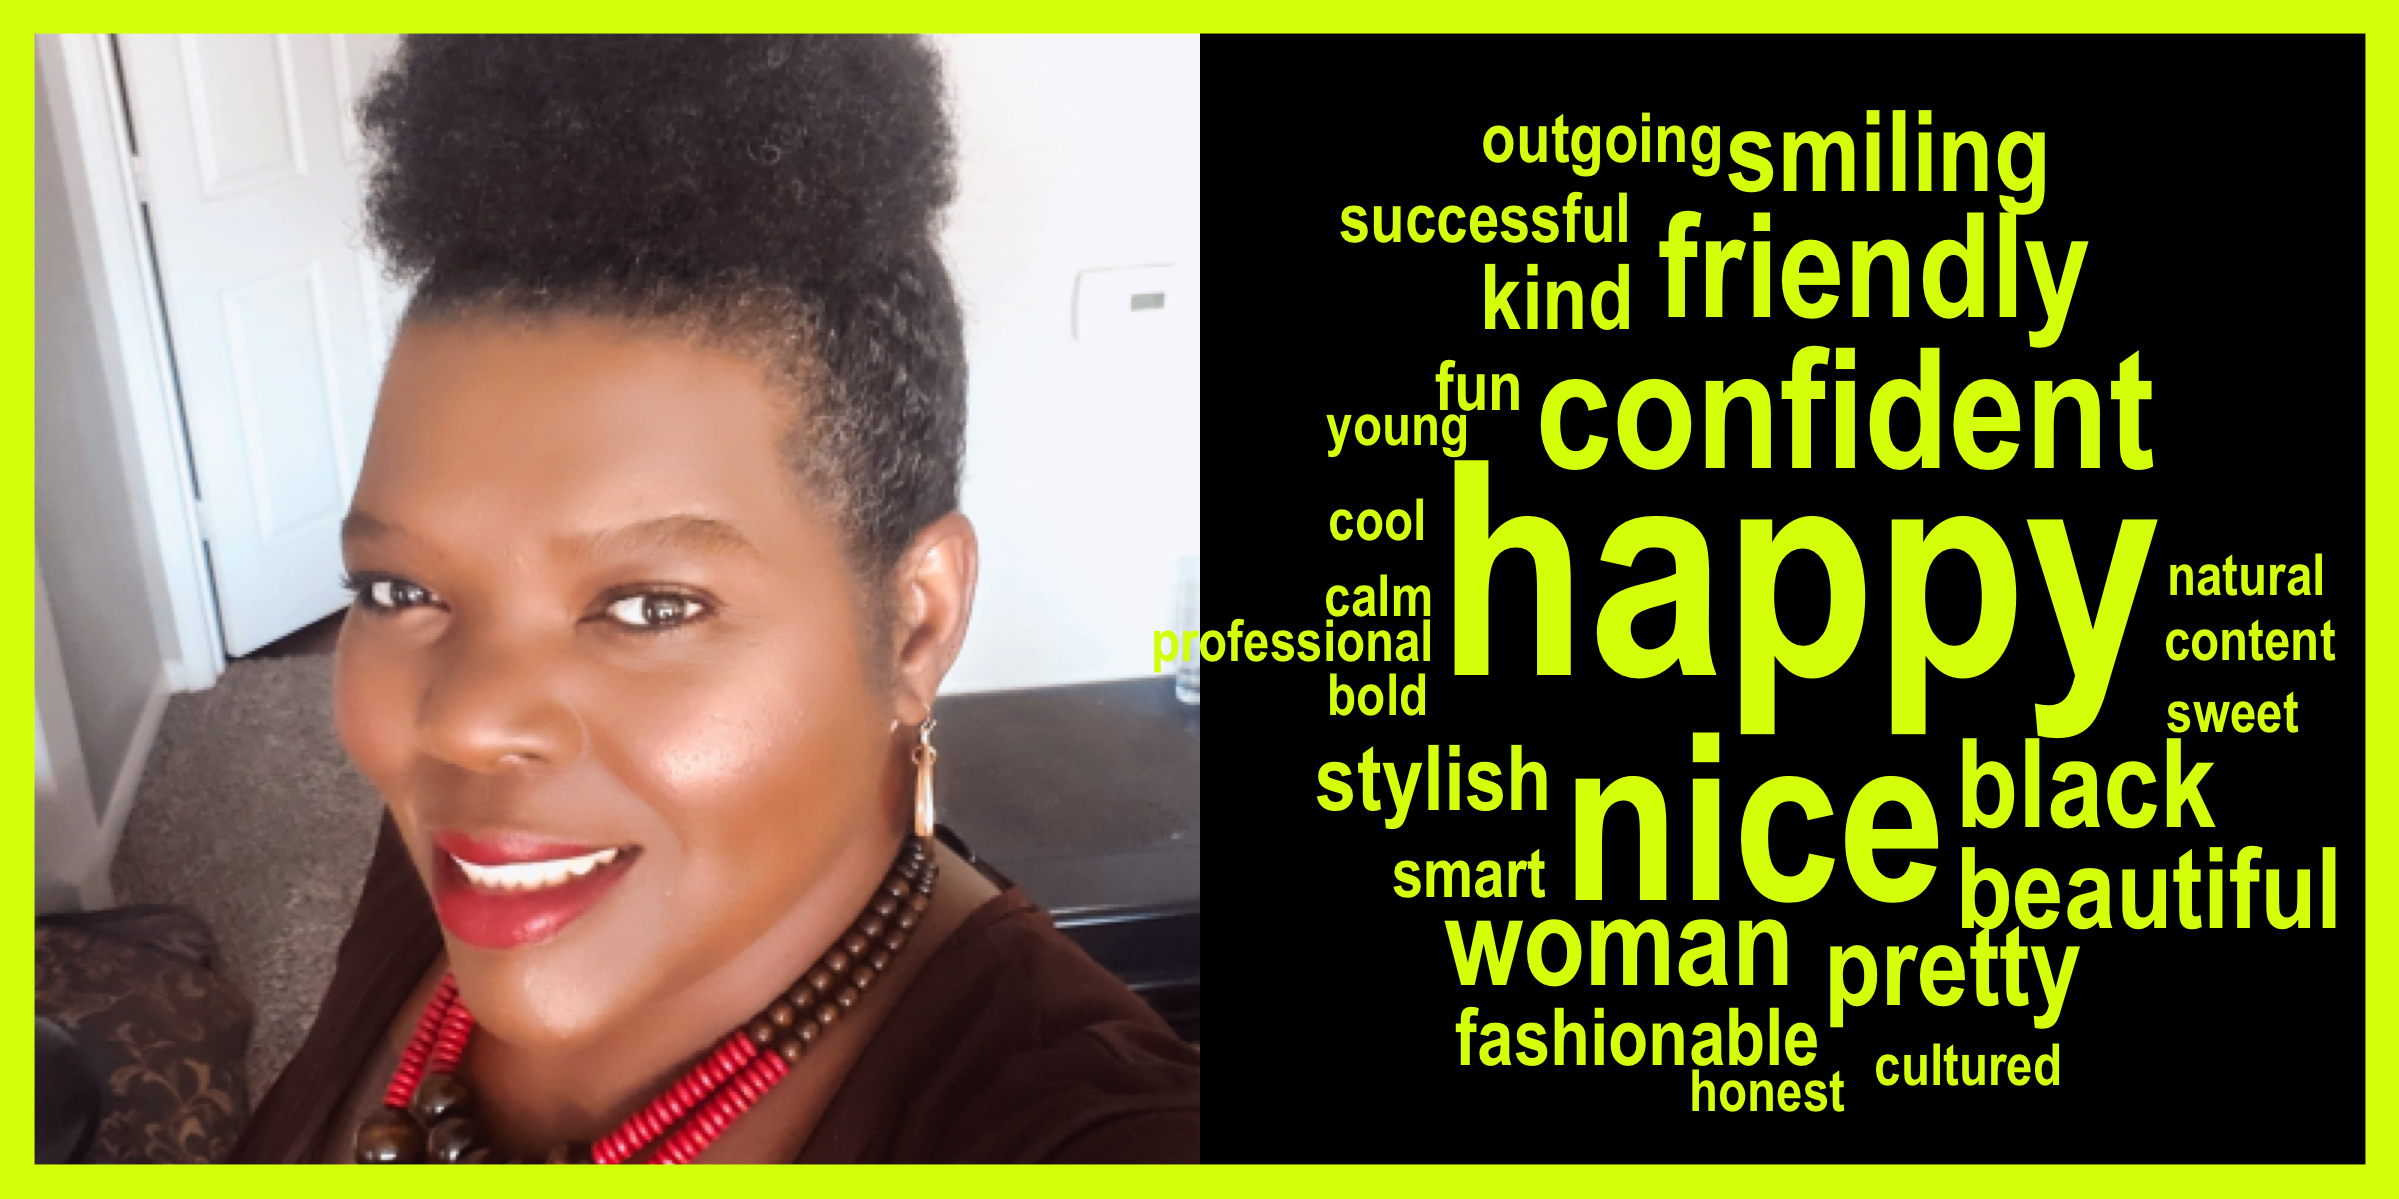 outgoing smiling
successful
kind friendly
fun confident
young
happy
cool
natural
calm
professional content
bold
sweet
stylish nice black
smart beautiful
woman pretty
fashionable
cultured
honest